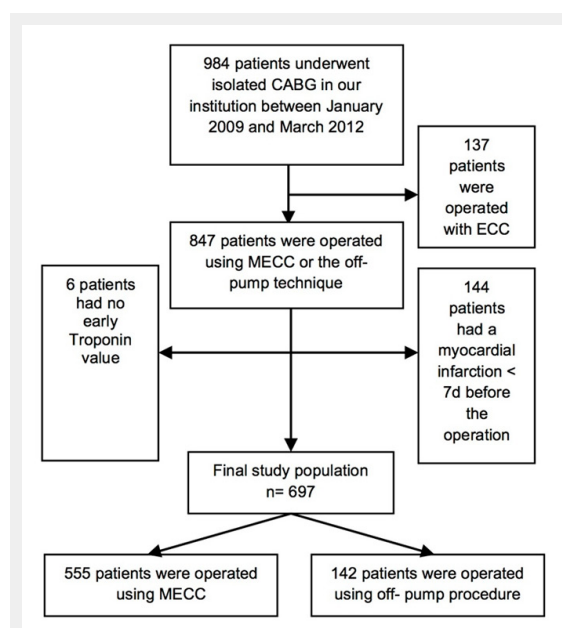 984 patients underwent
isolated CABG in our
institution between January
2009 and March 2012
137
patients
were
operated
with ECC
847 patients were operated
using MECC or the off-
pump technique
6 patients
had no
early
Troponin
value
144
patients
had a
myocardial
infarction <
7d before
the
operation
Final study population
n= 697
555 patients were operated
using MECC
142 patients were operated
using off- pump procedure